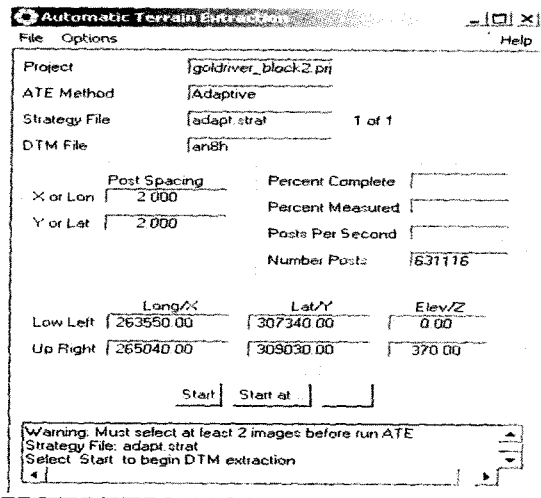 Automatic Terrain Extraction
File Options Help
Project goldriver_block2.prj
ATE Method Adaptive
Strategy File adapt.strat 1 of 1
DTM File an8h
Post Spacing Percent Complete
X or Lon 2.000
Percent Measured
Y or Lat 2.000
Posts Per Second
Number Posts 631116
Long/X Lat/Y Elev/Z
Low Left 263550.00 307340.00 0.00
Up Right 265040.00 309030.00 370.00
Start Start at...
Warning: Must select at least 2 images before run ATE
Strategy File: adapt.strat
Select Start to begin DTM extraction